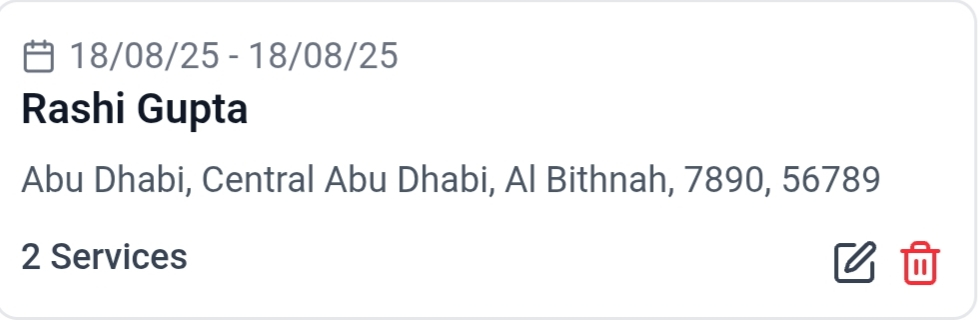 18/08/25 - 18/08/25
Rashi Gupta
Abu Dhabi, Central Abu Dhabi, Al Bithnah, 7890, 56789
2 Services